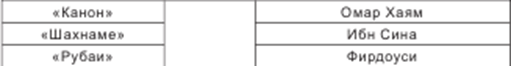 «Канон» Омар Хаям
«Шахнаме» Ибн Сина
«Рубаи» Фирдоуси